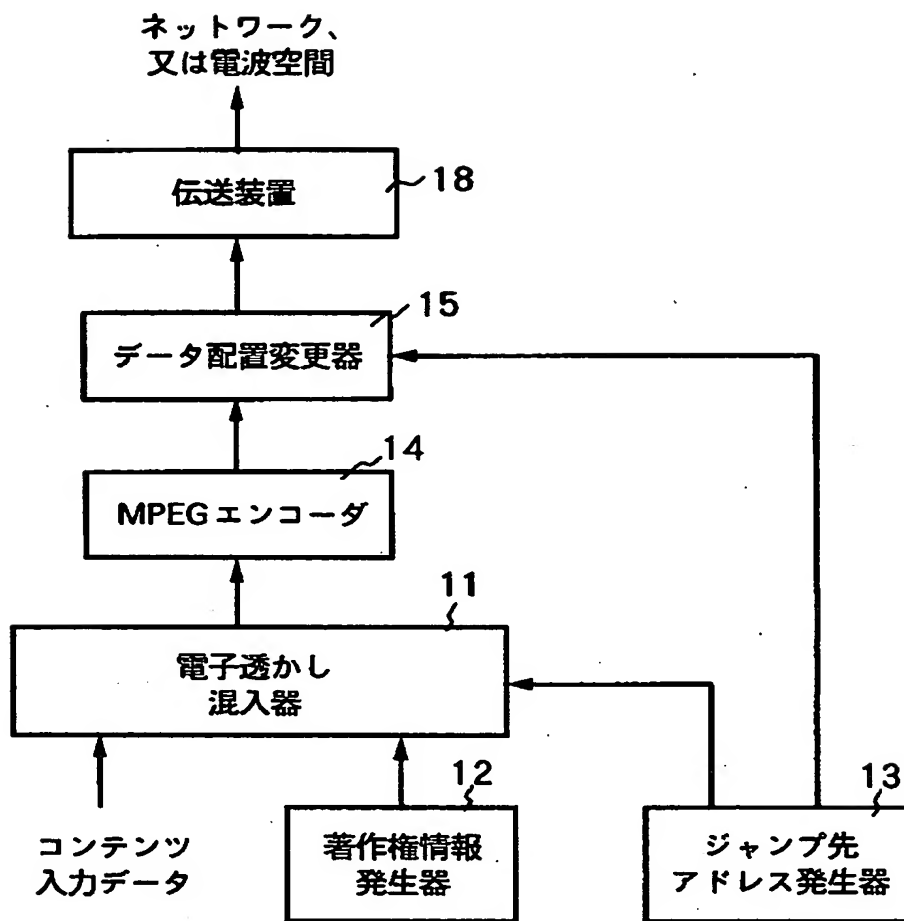 ネットワーク、
又は電波空間
伝送装置
18
15
データ配置変更器
14
MPEGエンコーダ
11
電子透かし
混入器
12
13
コンテンツ
入力データ
著作権情報
発生器
ジャンプ先
アドレス発生器